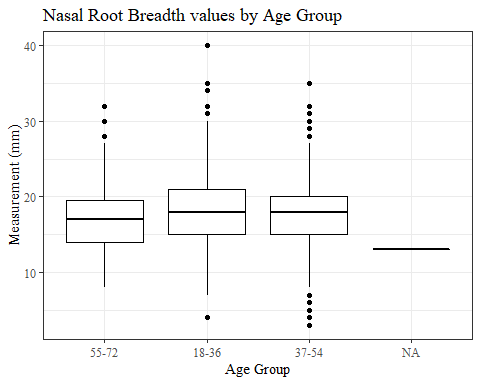 Nasal Root Breadth values by Age Group
Measurement (mm)
40
30
20
10
55-72 18-36 37-54 NA
Age Group